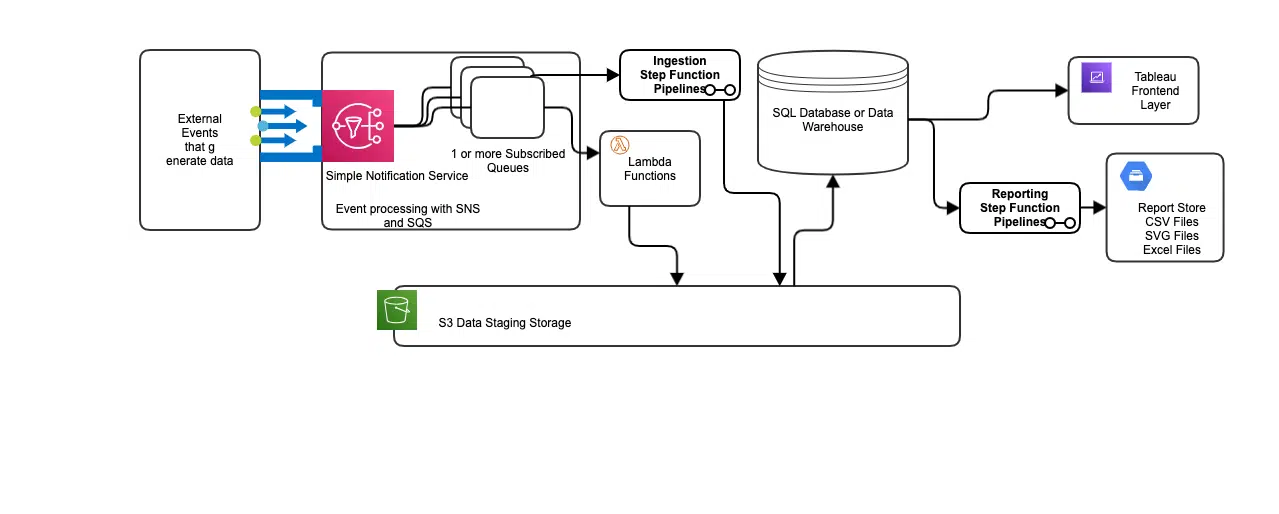 External
Events
that g
enerate data
Simple Notification Service
1 or more Subscribed
Queues
Event processing with SNS
and SQS
Ingestion
Step Function
Pipelines
Lambda
Functions
S3 Data Staging Storage
SQL Database or Data
Warehouse
Tableau
Frontend
Layer
Reporting
Step Function
Pipelines
Report Store
CSV Files
SVG Files
Excel Files